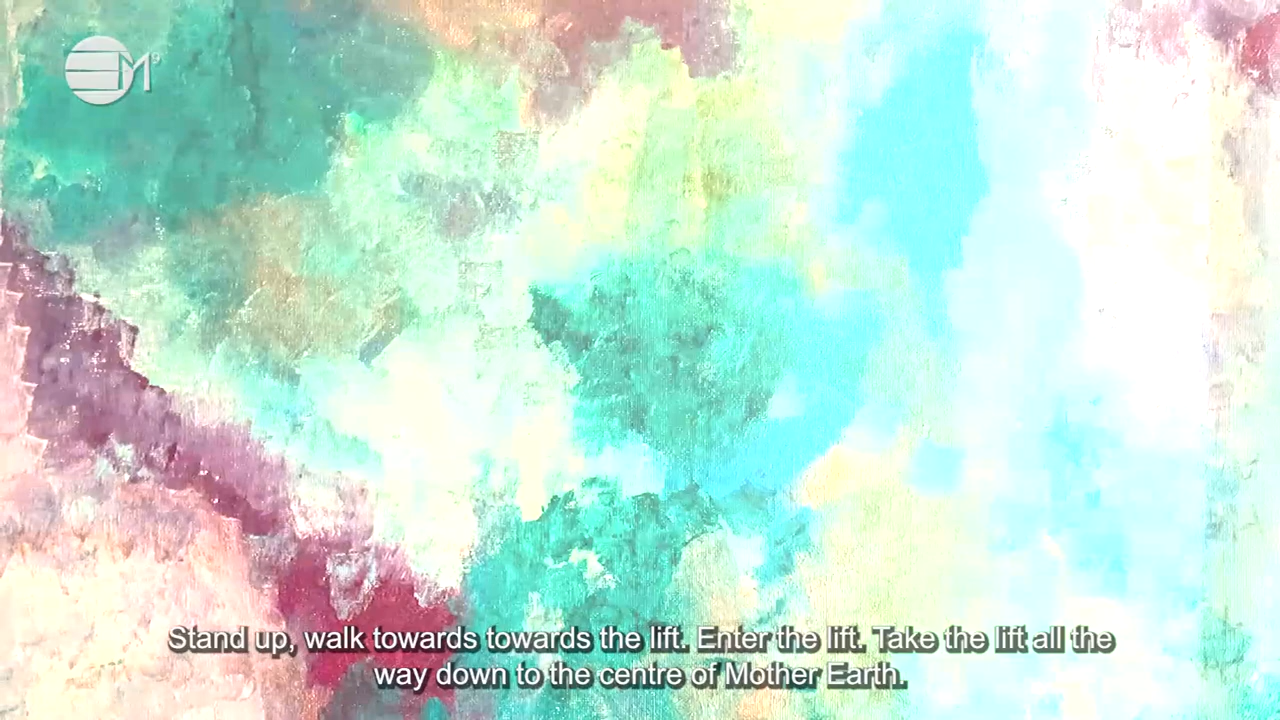 M
Stand up, walk towards towards the lift. Enter the lift. Take the lift all the
way down to the centre of Mother Earth.